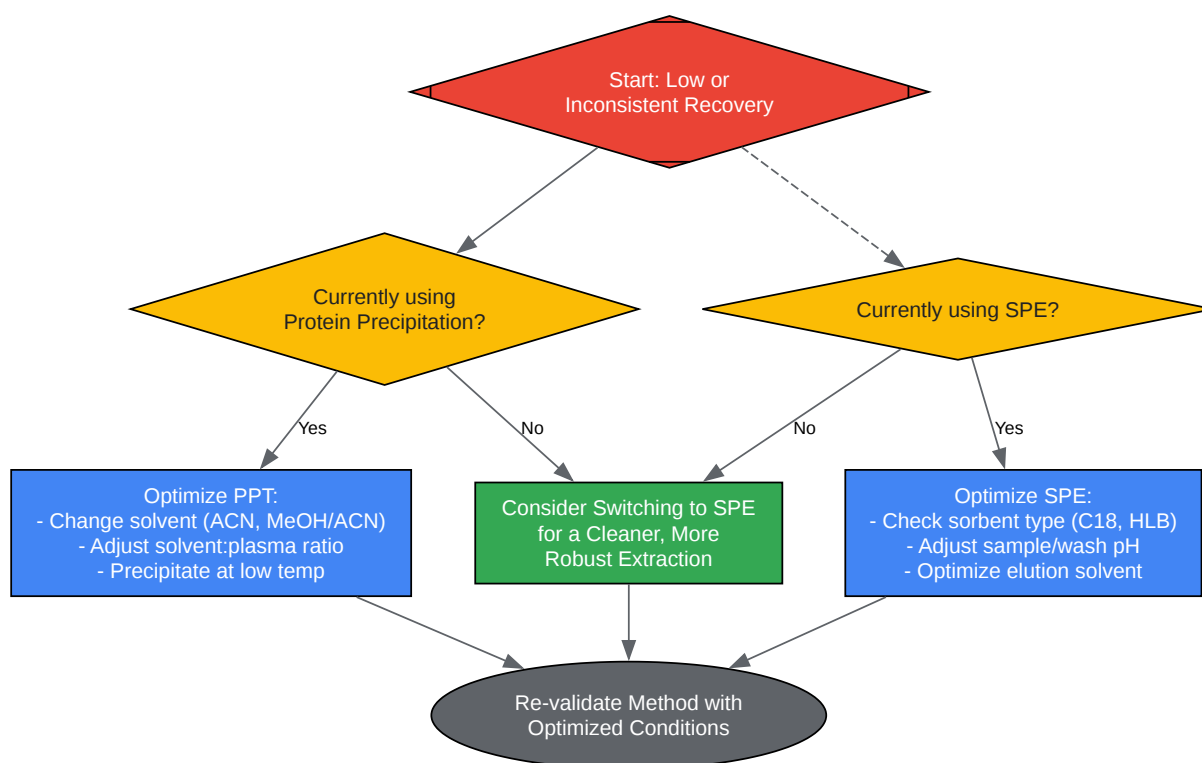 Start: Low or
Inconsistent Recovery
Currently using
Protein Precipitation?
Currently using SPE?
Yes
No
No
Yes
Optimize PPT:
- Change solvent (ACN, MeOH/ACN)
- Adjust solvent:plasma ratio
- Precipitate at low temp
Consider Switching to SPE
for a Cleaner, More
Robust Extraction
Optimize SPE:
- Check sorbent type (C18, HLB)
- Adjust sample/wash pH
- Optimize elution solvent
Re-validate Method with
Optimized Conditions